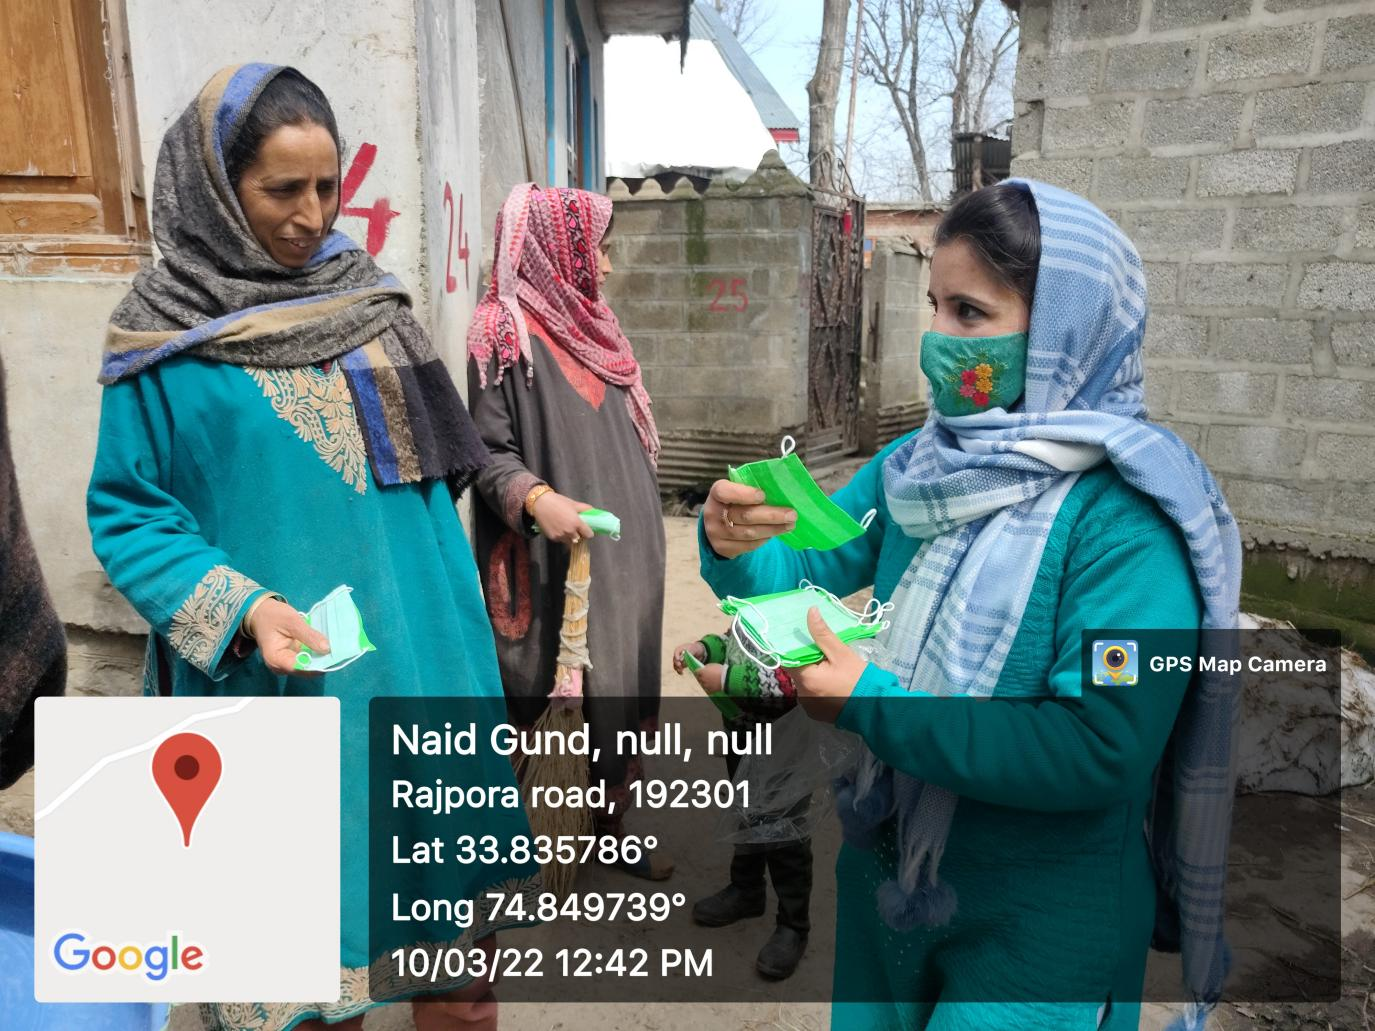 4
24
25
GPS Map Camera
Naid Gund, null, null
Rajpora road, 192301
Lat 33.835786°
Long 74.849739°
10/03/22 12:42 PM
Google